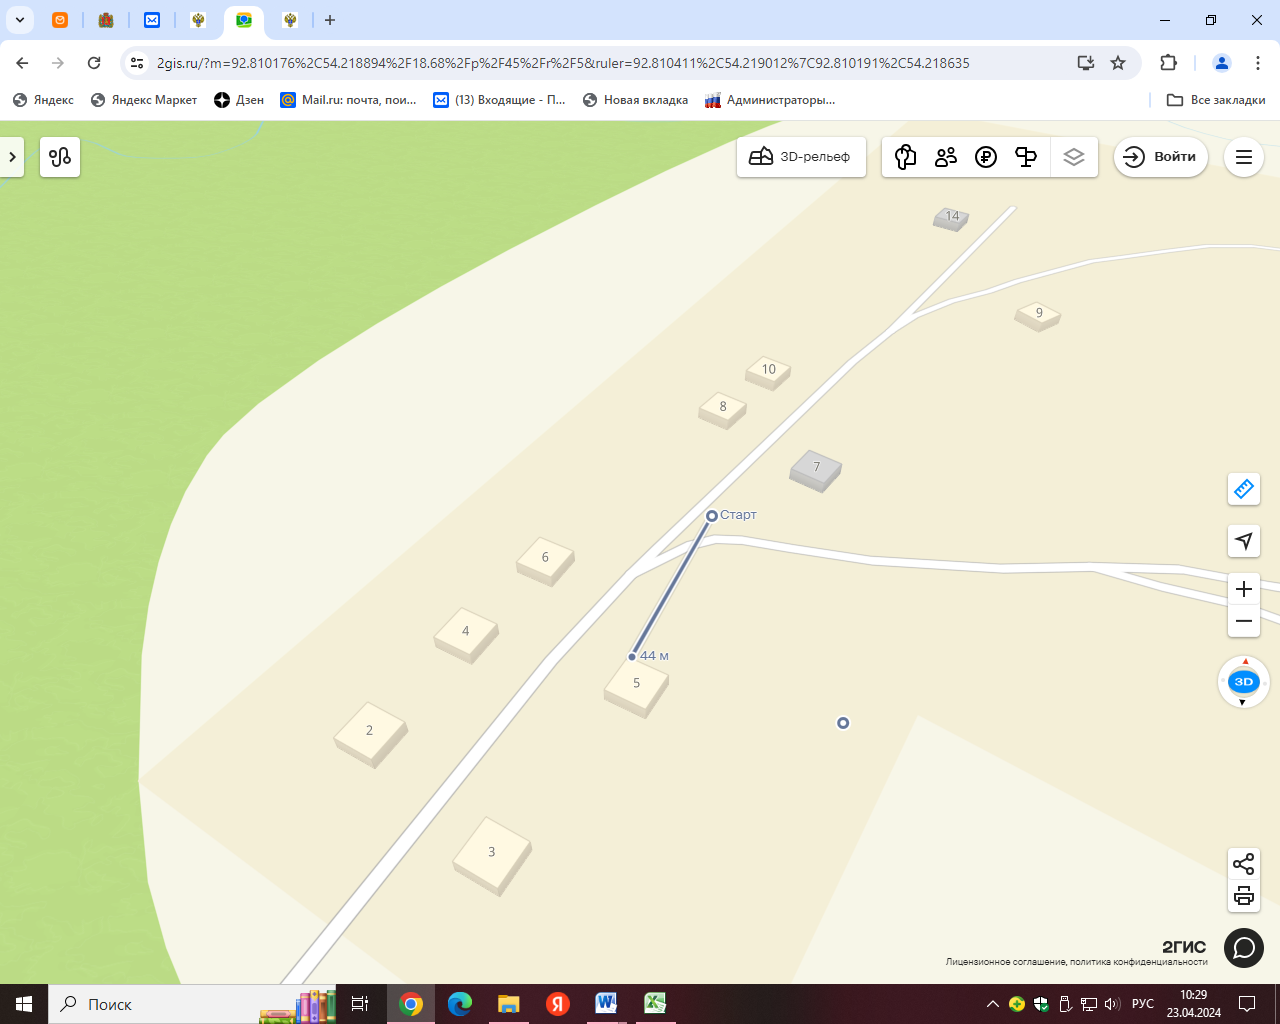 2gis.ru/?m=92.810176%2C54.218894%2F18.68%2Fp%2F45%2Fr%2F5&ruler=92.810411%2C54.219012%7C92.810191%2C54.218635
Яндекс
Яндекс Маркет
Дзен
Mail.ru: почта, пои...
(13) Входящие - П...
Новая вкладка
Администраторы...
Все закладки
3D-рельеф
Войти
14
9
10
8
7
Старт
6
4
44 м
5
2
3
3D
2ГИС
Лицензионное соглашение, политика конфиденциальности
Поиск
РУС
10:29
23.04.2024